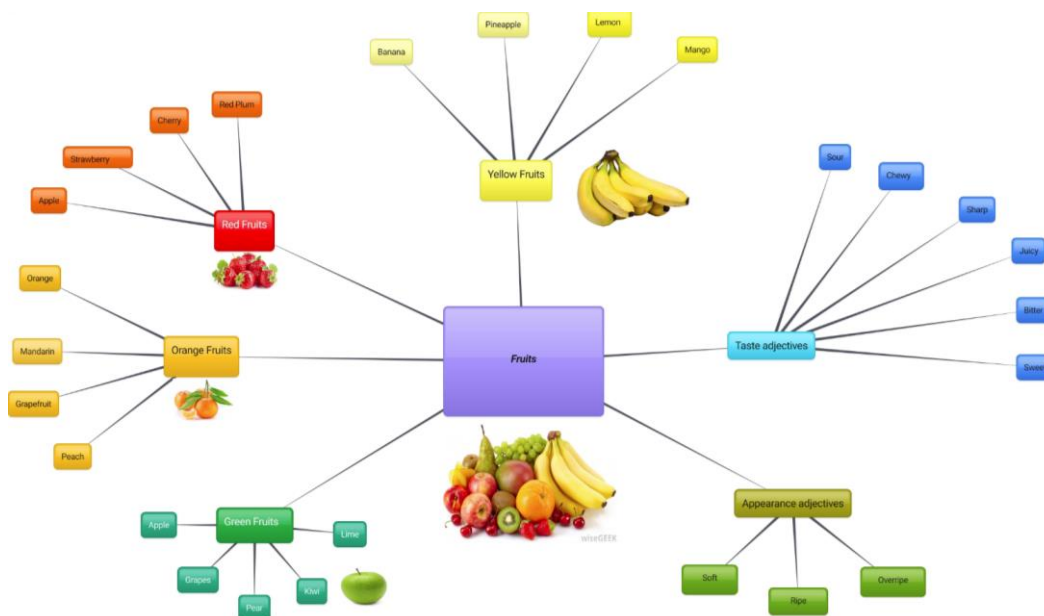 Pineapple
Lemon
Banana
Mango
Yellow Fruits
Red Plum
Cherry
Strawberry
Apple
Red Fruits
Orange
Mandarin
Grapefruit
Peach
Orange Fruits
Fruits
Sour
Chewy
Sharp
Juicy
Bitter
Sweet
Taste adjectives
Appearance adjectives
Soft
Ripe
Overripe
Green Fruits
Apple
Grapes
Pear
Kiwi
Lime
wiseGEEK